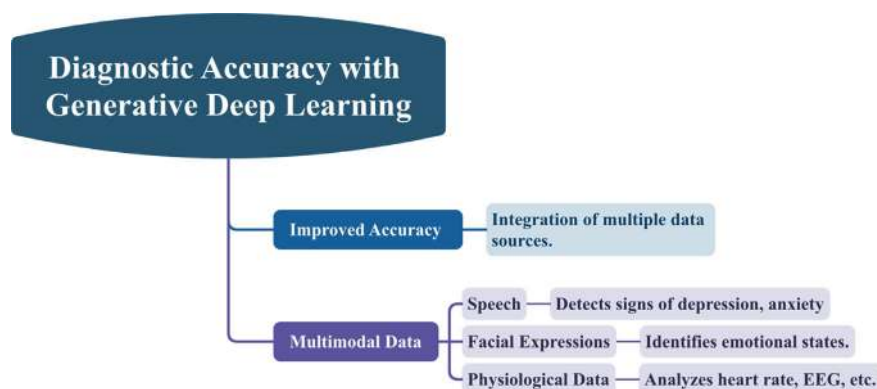 Diagnostic Accuracy with
Generative Deep Learning
Improved Accuracy
Integration of multiple data
sources.
Multimodal Data
Speech
Detects signs of depression, anxiety
Facial Expressions
Identifies emotional states.
Physiological Data
Analyzes heart rate, EEG, etc.